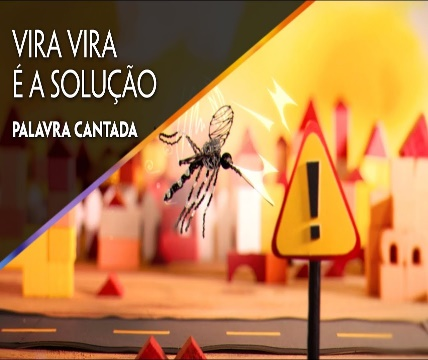 VIRA VIRA
É A SOLUÇÃO
PALAVRA CANTADA
!